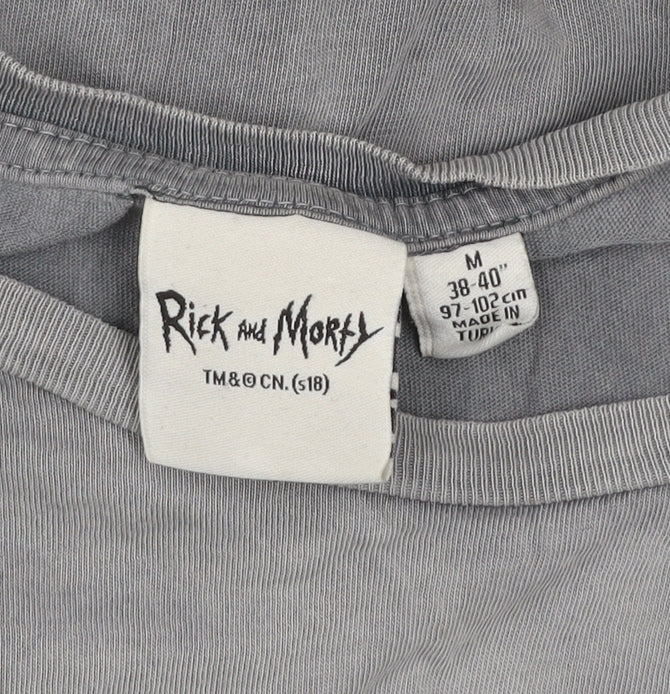 Rick and Morty
TM & © CN. (s18)
M
38-40"
97-102cm
MADE IN